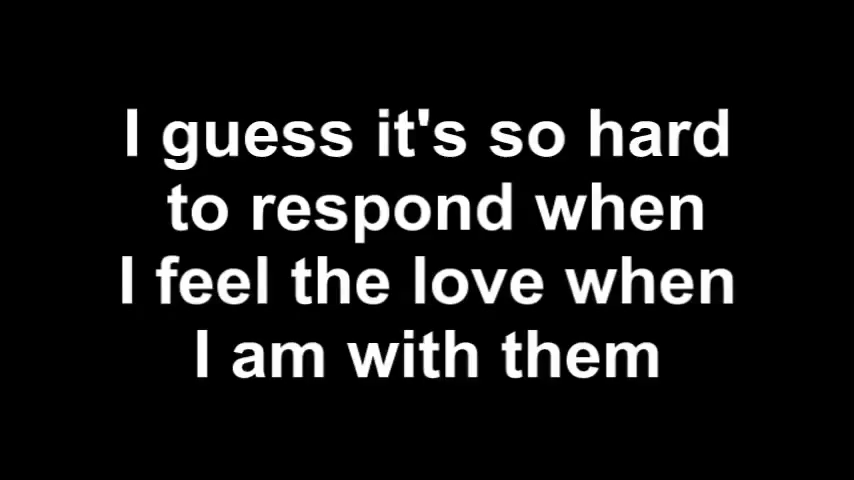 I guess it's so hard
to respond when
I feel the love when
I am with them